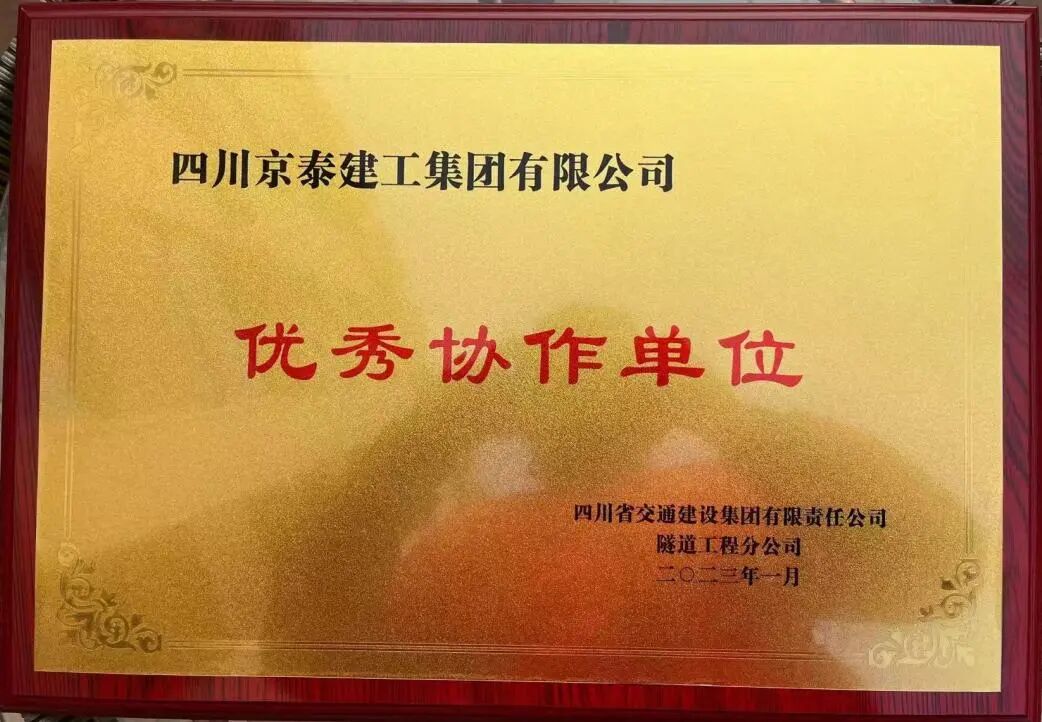 四川京泰建工集团有限公司
优秀协作单位
四川省交通建设集团有限责任公司
隧道工程分公司
二〇二三年一月